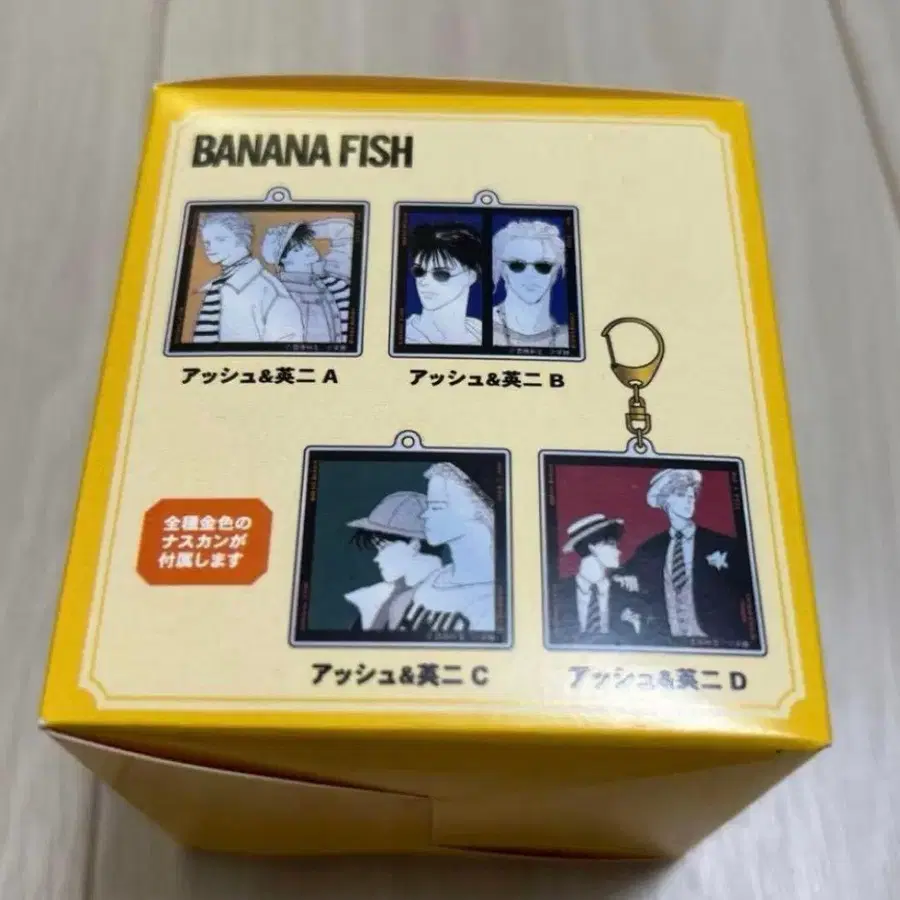 BANANA FISH
アッシュ&英二 A
アッシュ&英二 B
全種金色の
ナスカンが
付属します
アッシュ&英二 C
アッシュ&英二 D